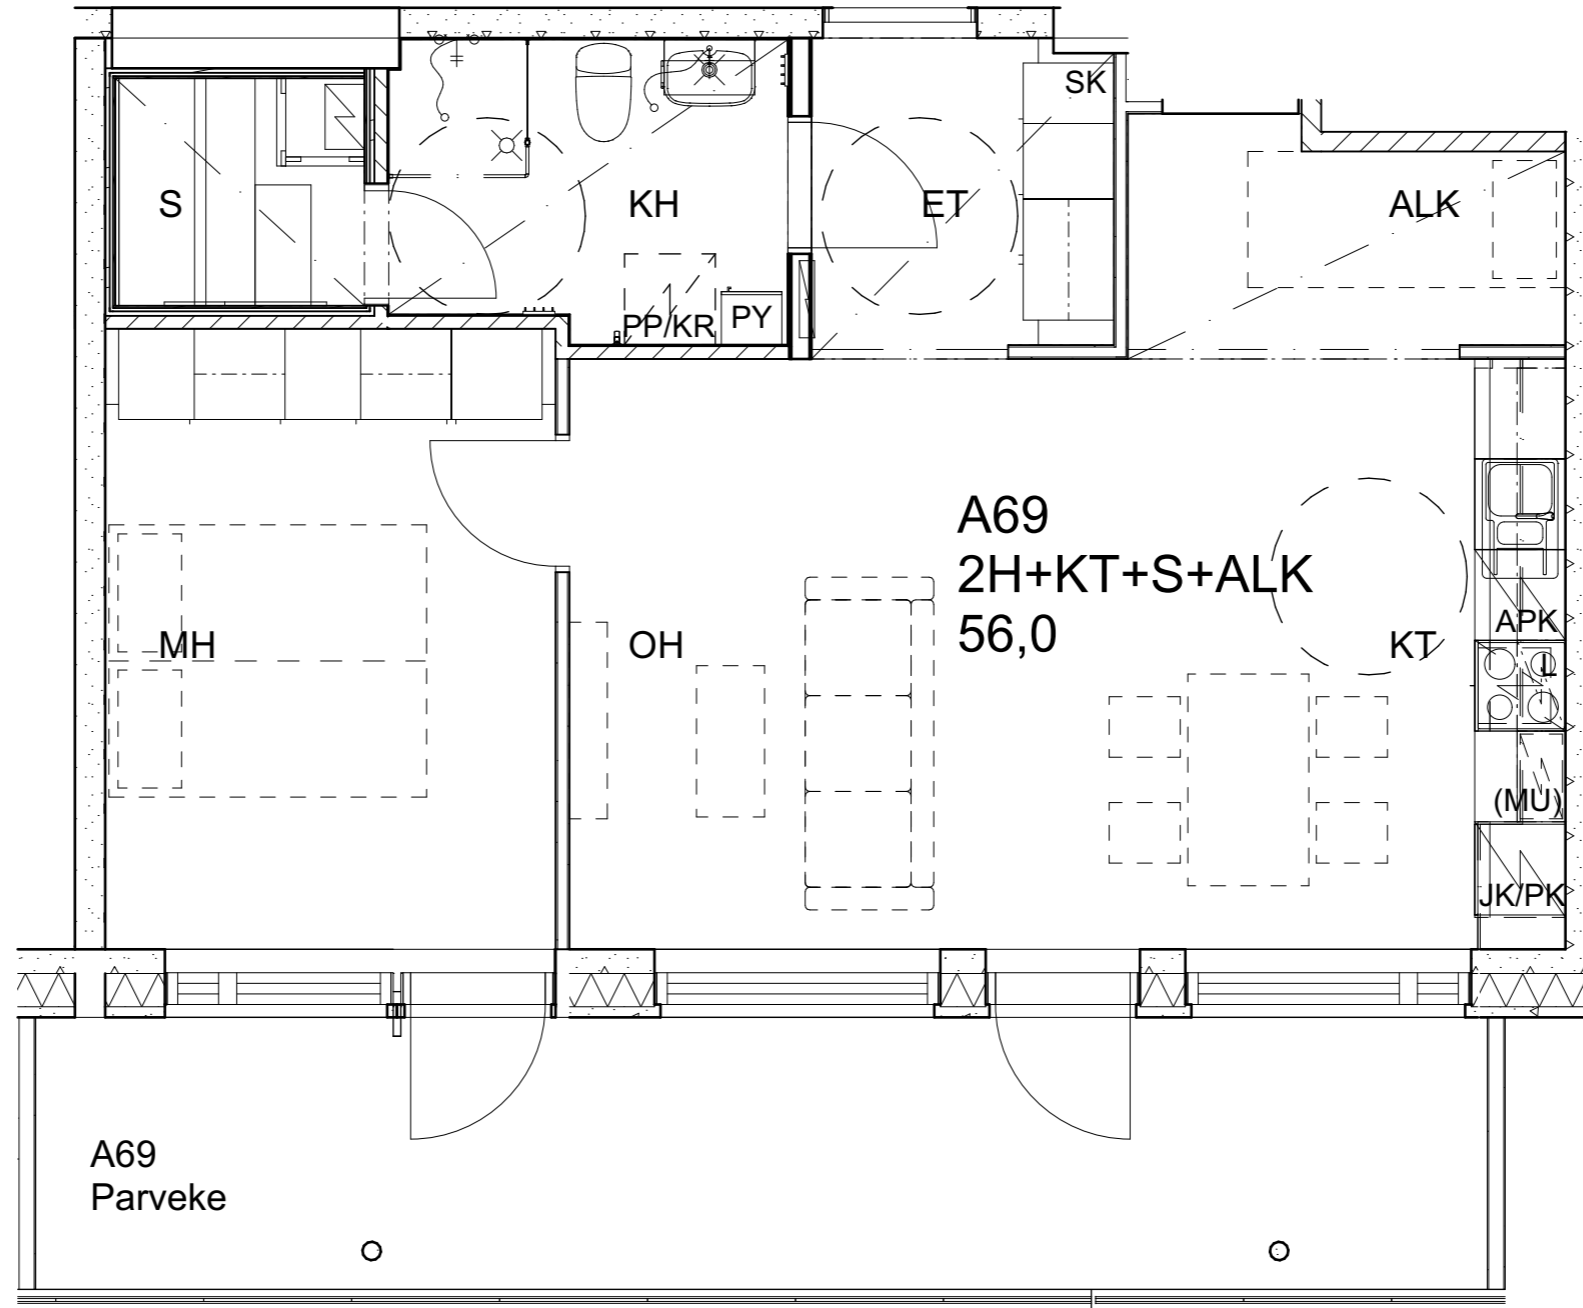 SK
S
KH
ET
ALK
PP/KR
PY
A69
2H+KT+S+ALK
56,0
APK
MH
OH
KT
L
(MU)
JK/PK
A69
Parveke